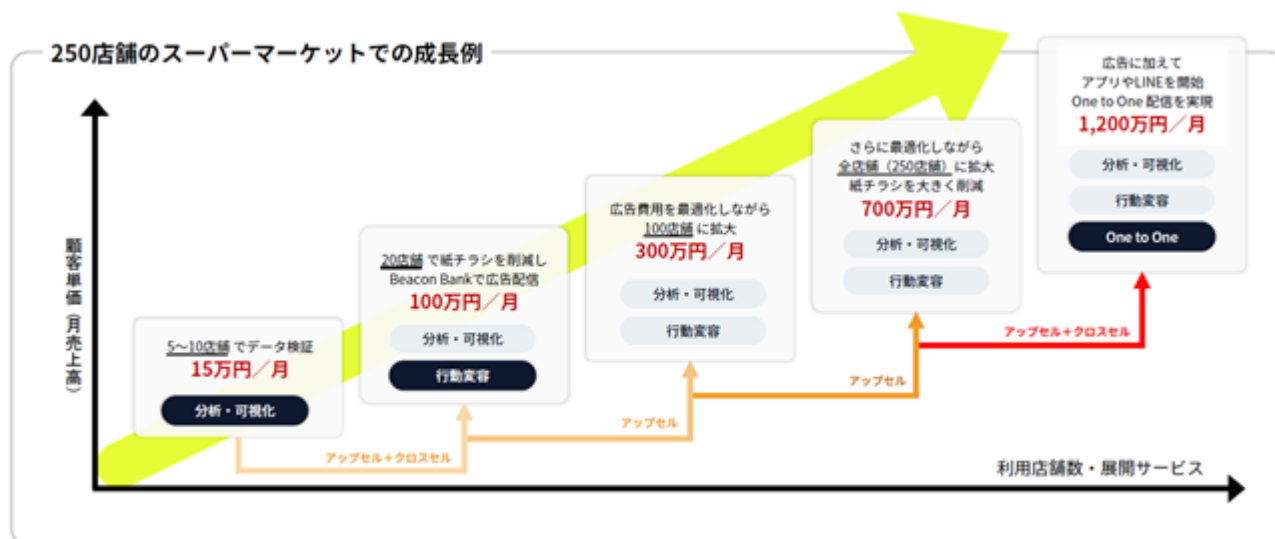 250店舗のスーパーマーケットでの成長例
顧客単価（月売上高）
5〜10店舗 でデータ検証
15万円／月
分析・可視化
アップセル+クロスセル
20店舗 で紙チラシを削減し
Beacon Bankで広告配信
100万円／月
分析・可視化
行動変容
アップセル
広告費用を最適化しながら
100店舗 に拡大
300万円／月
分析・可視化
行動変容
アップセル
さらに最適化しながら
全店舗（250店舗）に拡大
紙チラシを大きく削減
700万円／月
分析・可視化
行動変容
アップセル+クロスセル
広告に加えて
アプリやLINEを開始
One to One 配信を実現
1,200万円／月
分析・可視化
行動変容
One to One
利用店舗数・展開サービス